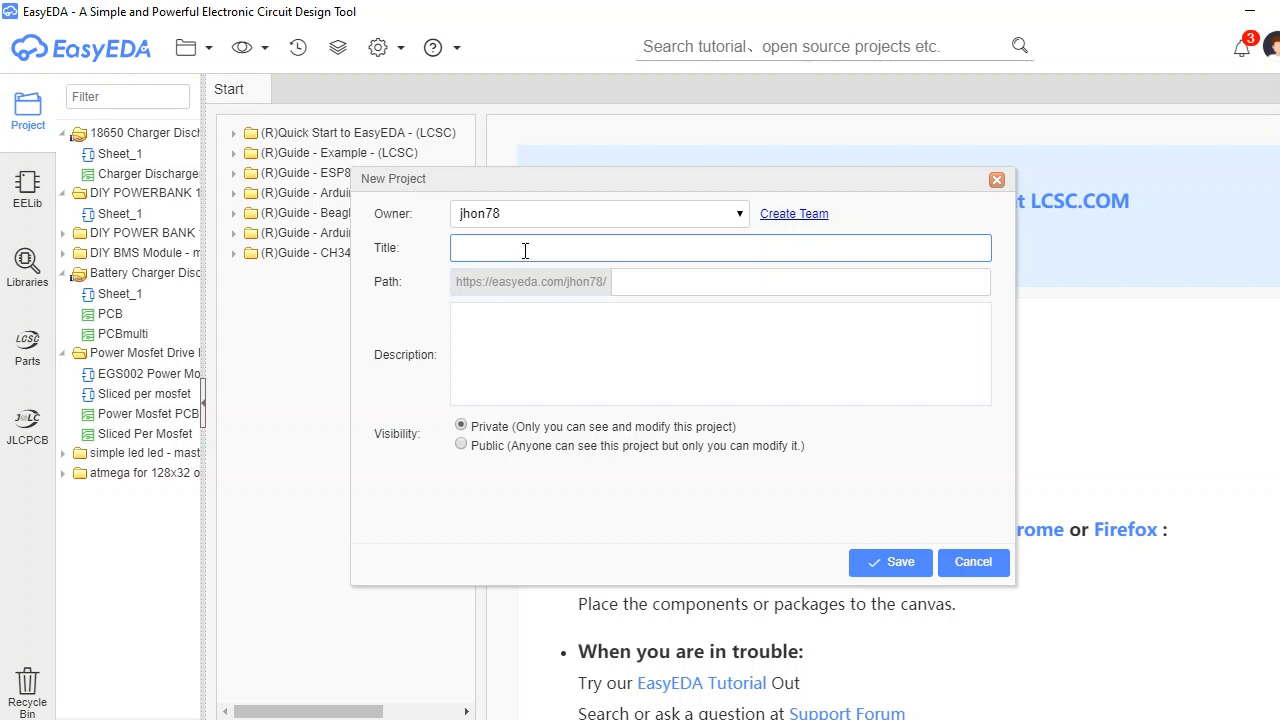 EasyEDA - A Simple and Powerful Electronic Circuit Design Tool
EasyEDA
Search tutorial、open source projects etc.
3
Project
EELib
Libraries
LCSC
Parts
J@LC
JLCPCB
Recycle
Bin
Filter
18650 Charger Disch
Sheet_1
Charger Discharge
DIY POWERBANK 1
Sheet_1
DIY POWER BANK
DIY BMS Module - m
Battery Charger Disc
Sheet_1
PCB
PCBmulti
Power Mosfet Drive
EGS002 Power Mo
Sliced per mosfet
Power Mosfet PCB
Sliced Per Mosfet
simple led led - mast
atmega for 128x32 o
Start
(R)Quick Start to EasyEDA - (LCSC)
(R)Guide - Example - (LCSC)
(R)Guide - ESP8
(R)Guide - Arduin
(R)Guide - Beagl
(R)Guide - Arduin
(R)Guide - CH34
New Project
Owner:
jhon78
Create Team
Title:
Path:
https://easyeda.com/jhon78/
Description:
Visibility:
Private (Only you can see and modify this project)
Public (Anyone can see this project but only you can modify it.)
Save
Cancel
t LCSC.COM
rome or Firefox :
Place the components or packages to the canvas.
When you are in trouble:
Try our EasyEDA Tutorial Out
Search or ask a question at Support Forum